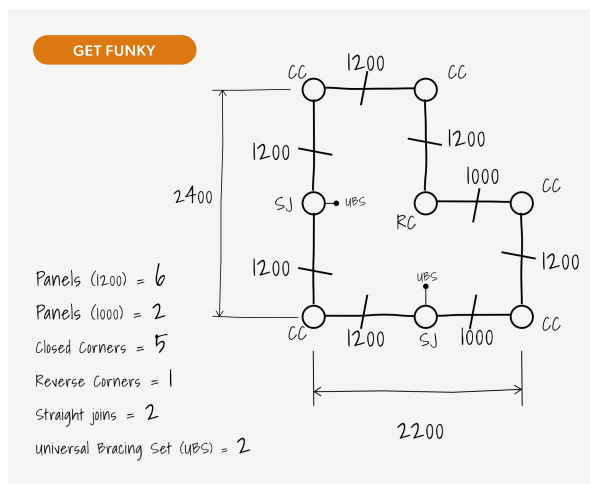 GET FUNKY
CC
1200
CC
1200
1200
2400
SJ
UBS
RC
1000
CC
1200
UBS
1200
CC
1200
SJ
1000
CC
2200
Panels (1200) = 6
Panels (1000) = 2
Closed Corners = 5
Reverse Corners = 1
Straight joins = 2
Universal Bracing Set (UBS) = 2